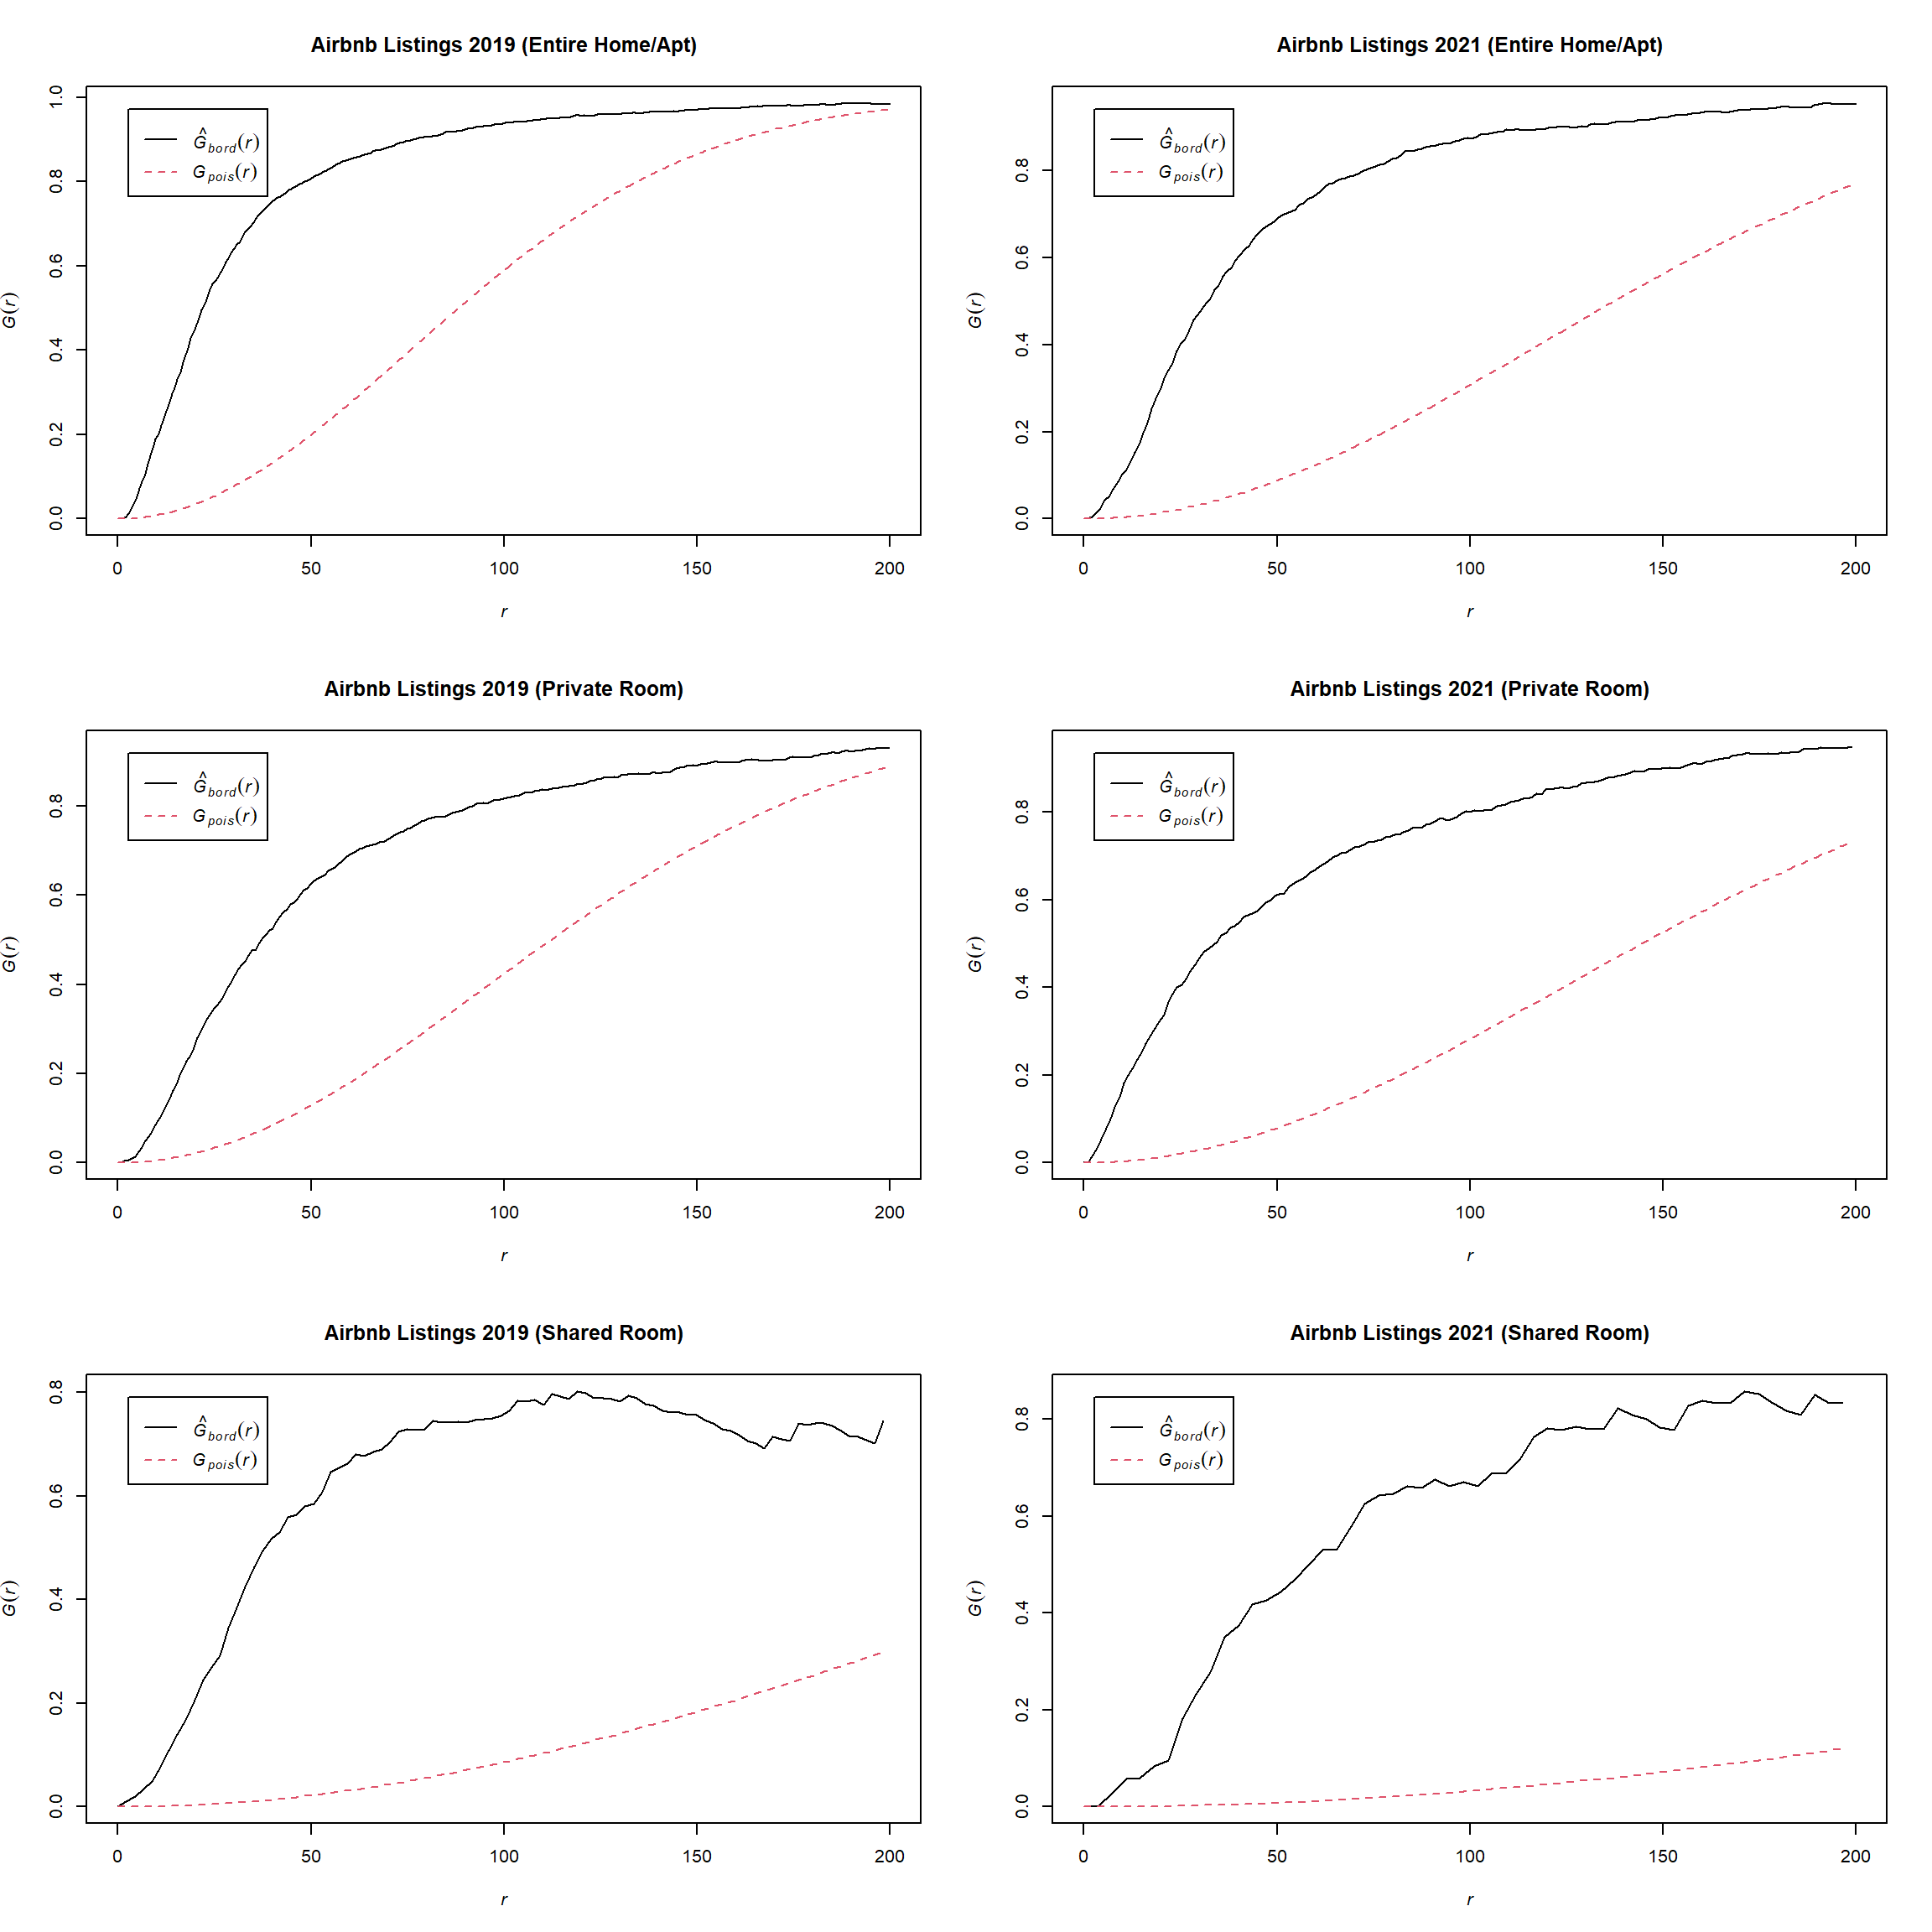 Airbnb Listings 2019 (Entire Home/Apt)
Ĝbord(r)
Gpois(r)
G(r)
0.0 0.2 0.4 0.6 0.8 1.0
0 50 100 150 200
r
Airbnb Listings 2021 (Entire Home/Apt)
Ĝbord(r)
Gpois(r)
G(r)
0.0 0.2 0.4 0.6 0.8
0 50 100 150 200
r
Airbnb Listings 2019 (Private Room)
Ĝbord(r)
Gpois(r)
G(r)
0.0 0.2 0.4 0.6 0.8
0 50 100 150 200
r
Airbnb Listings 2021 (Private Room)
Ĝbord(r)
Gpois(r)
G(r)
0.0 0.2 0.4 0.6 0.8
0 50 100 150 200
r
Airbnb Listings 2019 (Shared Room)
Ĝbord(r)
Gpois(r)
G(r)
0.0 0.2 0.4 0.6 0.8
0 50 100 150 200
r
Airbnb Listings 2021 (Shared Room)
Ĝbord(r)
Gpois(r)
G(r)
0.0 0.2 0.4 0.6 0.8
0 50 100 150 200
r